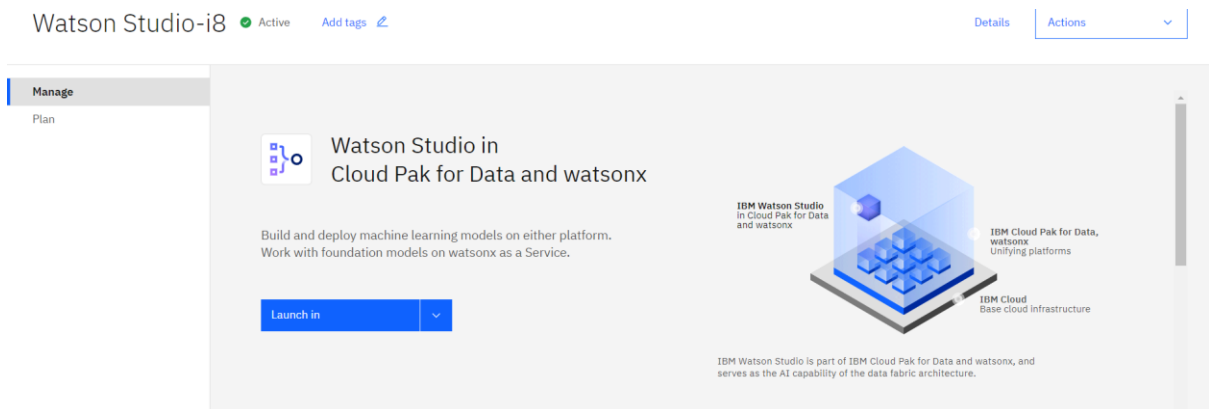 Watson Studio-i8
Active
Add tags
Details
Actions
Manage
Plan
Watson Studio in
Cloud Pak for Data and watsonx
Build and deploy machine learning models on either platform.
Work with foundation models on watsonx as a Service.
Launch in
IBM Watson Studio
in Cloud Pak for Data
and watsonx
IBM Cloud Pak for Data,
watsonx
Unifying platforms
IBM Cloud
Base cloud infrastructure
IBM Watson Studio is part of IBM Cloud Pak for Data and watsonx, and
serves as the AI capability of the data fabric architecture.